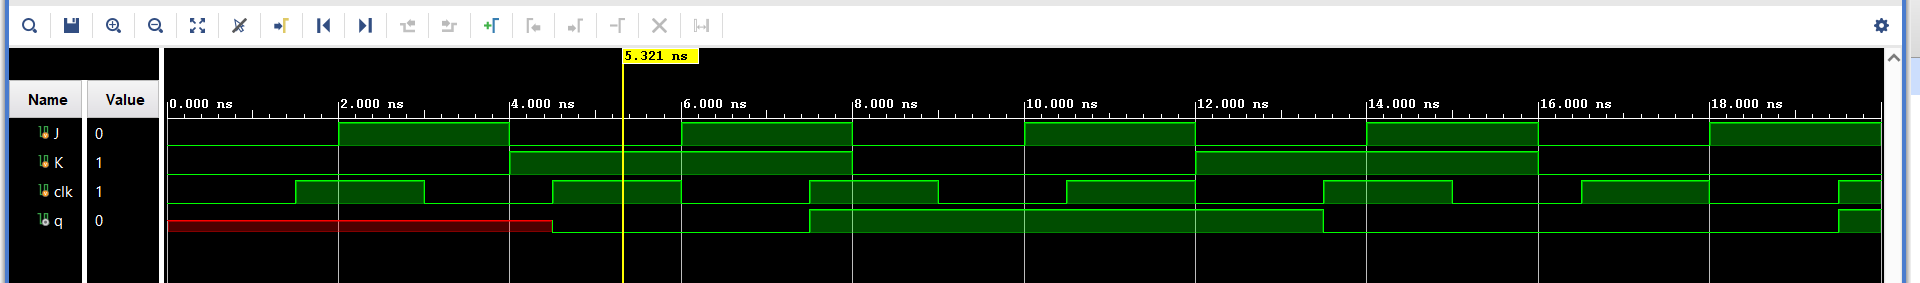 5.321 ns
Name Value 0.000 ns 2.000 ns 4.000 ns 6.000 ns 8.000 ns 10.000 ns 12.000 ns 14.000 ns 16.000 ns 18.000 ns
J 0
K 1
clk 1
q 0